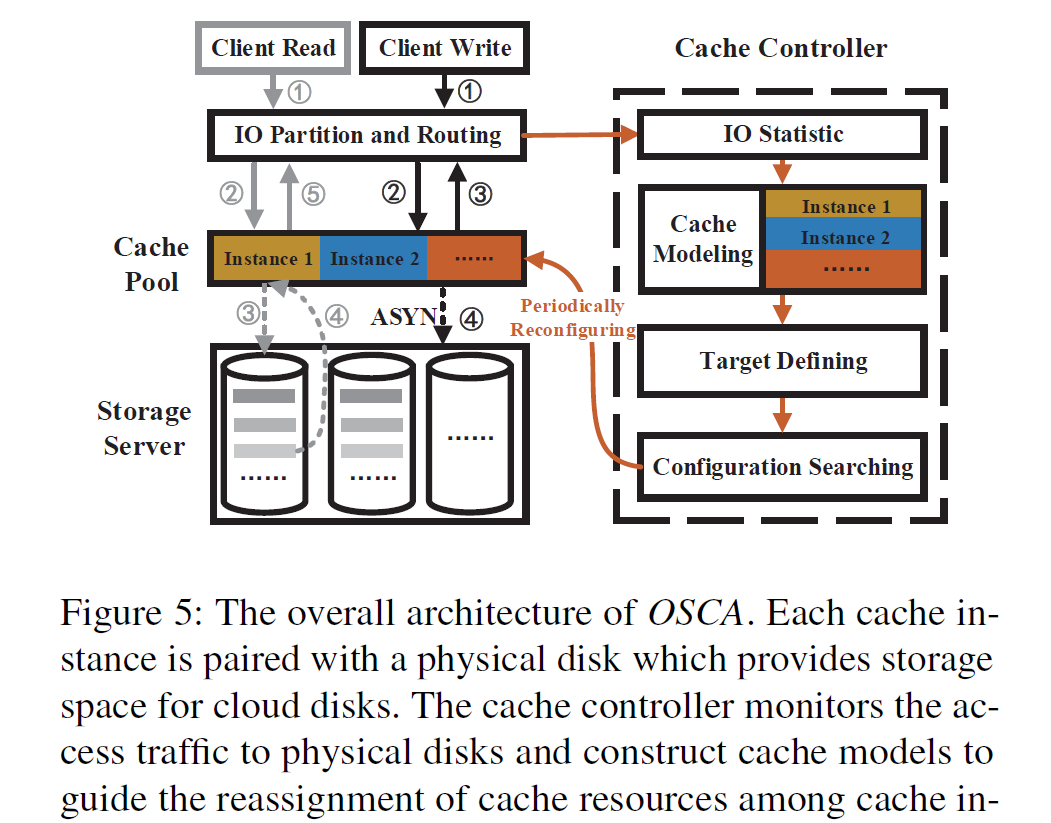 Client Read
Client Write
Cache Controller
①
①
IO Partition and Routing
IO Statistic
②
⑤
②
③
Cache
Modeling
Instance 1
Instance 2
......
Cache
Pool
Instance 1
Instance 2
......
③
④
ASYN
④
Periodically
Reconfiguring
Target Defining
Storage
Server
......
......
......
Configuration Searching
Figure 5: The overall architecture of OSCA. Each cache in-
stance is paired with a physical disk which provides storage
space for cloud disks. The cache controller monitors the ac-
cess traffic to physical disks and construct cache models to
guide the reassignment of cache resources among cache in-